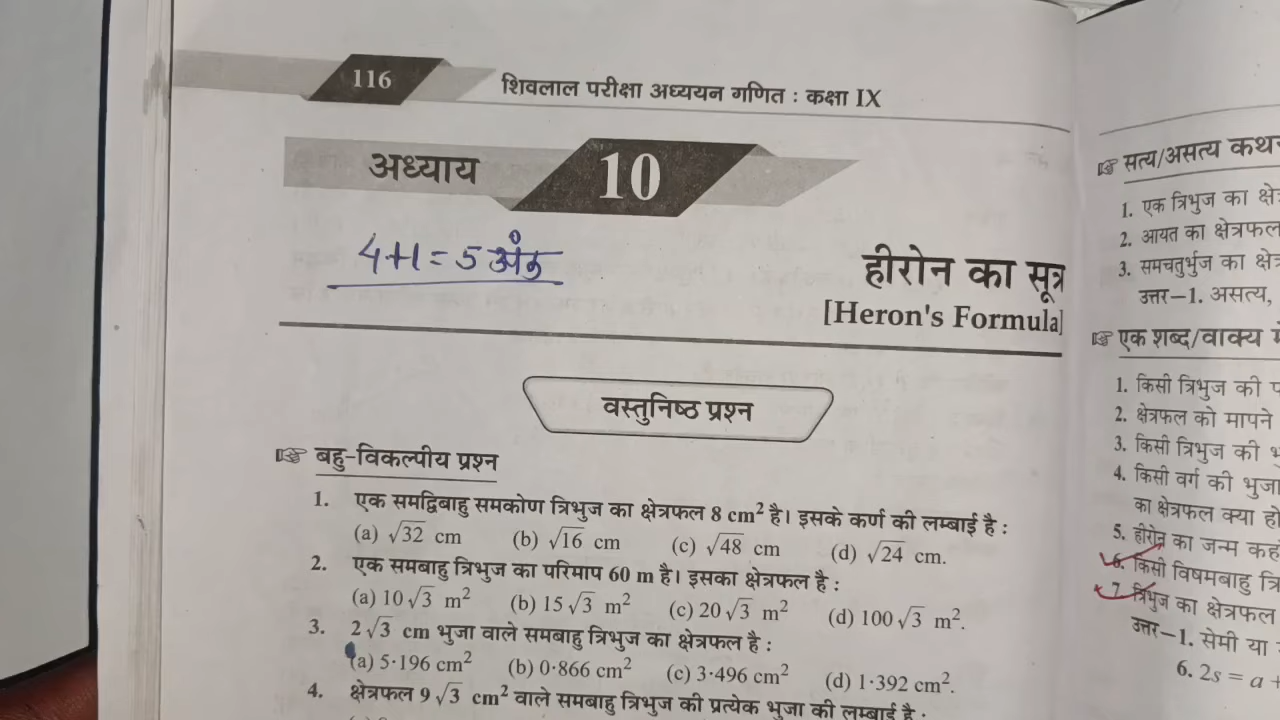 116
शिवलाल परीक्षा अध्ययन गणित : कक्षा IX
अध्याय 10
4+1 = 5 अंक
हीरोन का सूत्र
[Heron's Formula]
वस्तुनिष्ठ प्रश्न
☞ बहु-विकल्पीय प्रश्न
1. एक समद्विबाहु समकोण त्रिभुज का क्षेत्रफल 8 cm² है। इसके कर्ण की लम्बाई है :
(a) √32 cm (b) √16 cm (c) √48 cm (d) √24 cm.
2. एक समबाहु त्रिभुज का परिमाप 60 m है। इसका क्षेत्रफल है :
(a) 10√3 m² (b) 15√3 m² (c) 20√3 m² (d) 100√3 m².
3. 2√3 cm भुजा वाले समबाहु त्रिभुज का क्षेत्रफल है :
(a) 5·196 cm² (b) 0·866 cm² (c) 3·496 cm² (d) 1·392 cm².
4. क्षेत्रफल 9√3 cm² वाले समबाहु त्रिभुज की प्रत्येक भुजा की लम्बाई है :
☞ सत्य/असत्य
1. एक त्रिभुज का
2. आयत का क्षेत्रफल
3. समचतुर्भुज का
उत्तर–1. असत्य,
☞ एक शब्द/वाक्य
1. किसी त्रिभुज की
2. क्षेत्रफल को मापने
3. किसी त्रिभुज की
4. किसी वर्ग की भुजा
का क्षेत्रफल क्या
5. हीरोन का जन्म
6. किसी विषमबाहु
7. त्रिभुज का क्षेत्रफल
उत्तर–1. सेमी या
6. 2s = a +